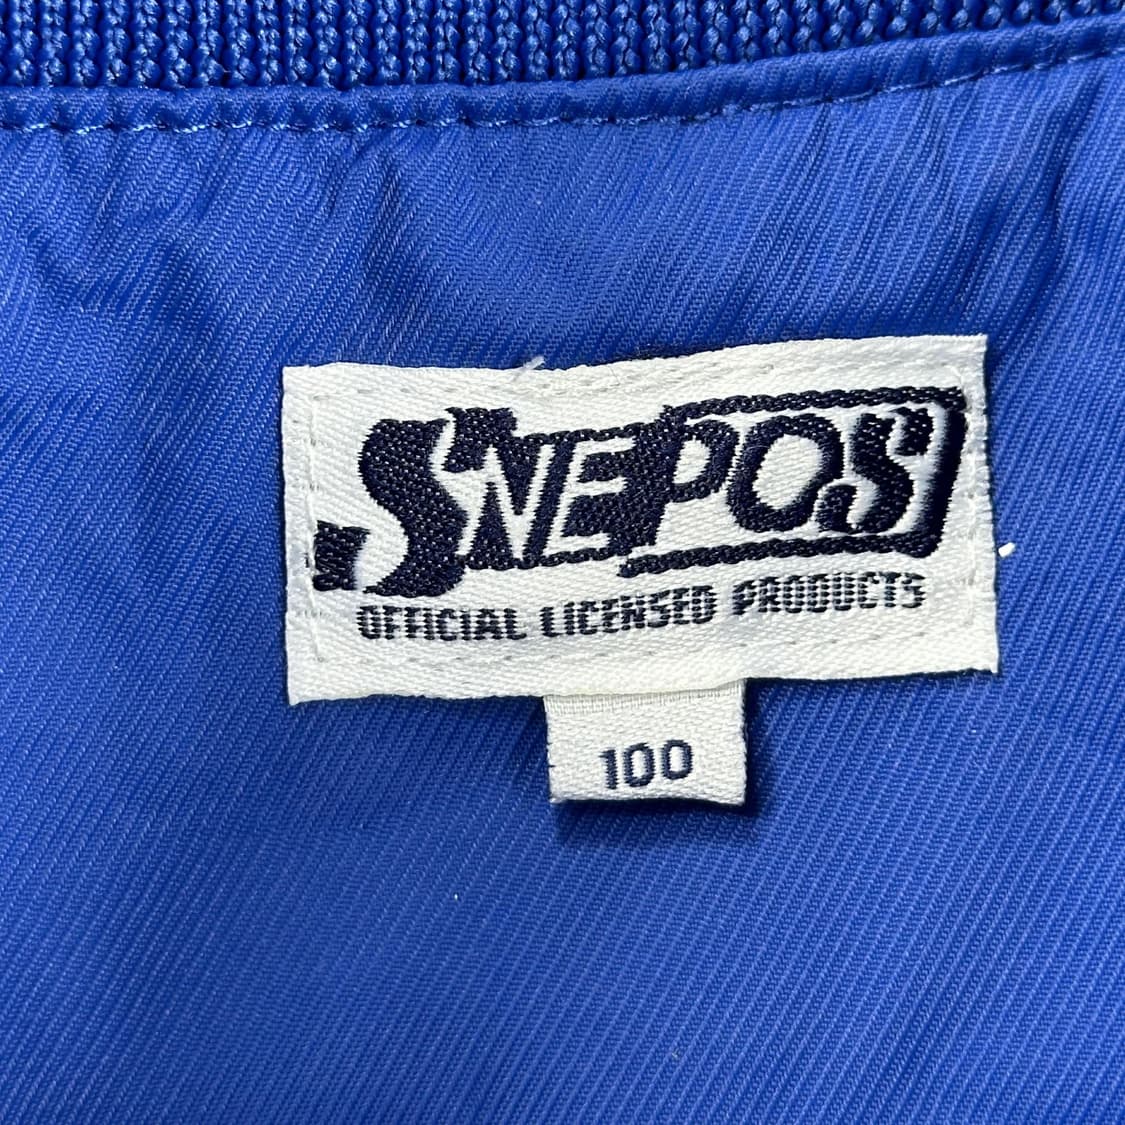 SNEPOS
OFFICIAL LICENSED PRODUCTS
100